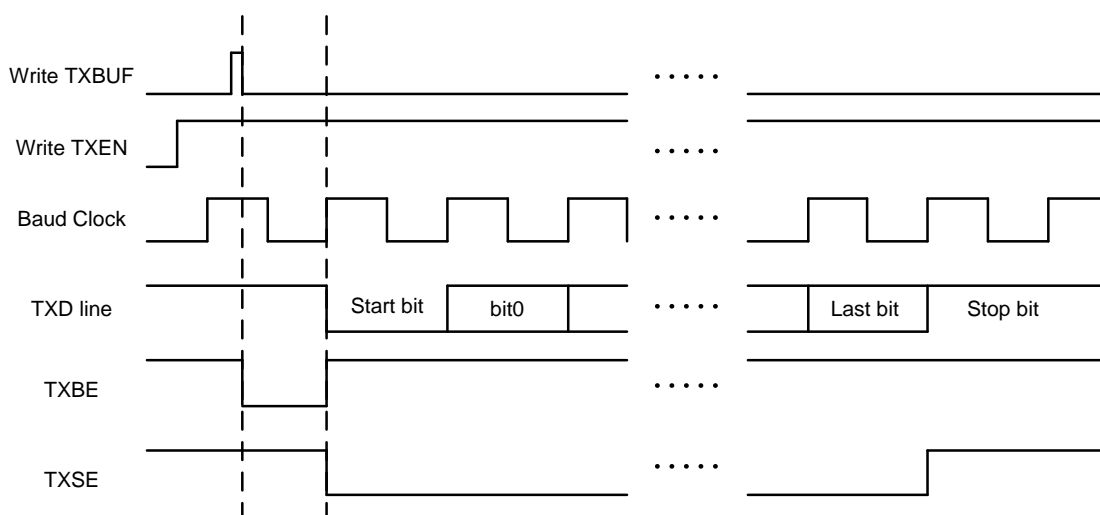 Write TXBUF
Write TXEN
Baud Clock
TXD line
Start bit
bit0
Last bit
Stop bit
TXBE
TXSE